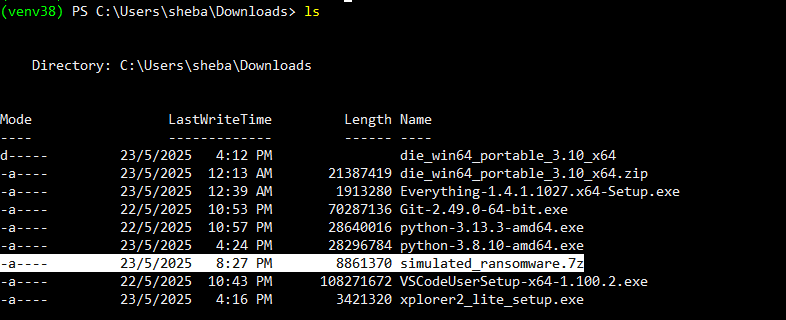 (venv38) PS C:\Users\sheba\Downloads> ls
Directory: C:\Users\sheba\Downloads
Mode LastWriteTime Length Name
---- ------------- ------ ----
d----- 23/5/2025 4:12 PM die_win64_portable_3.10_x64
-a---- 23/5/2025 12:13 AM 21387419 die_win64_portable_3.10_x64.zip
-a---- 23/5/2025 12:39 AM 1913280 Everything-1.4.1.1027.x64-Setup.exe
-a---- 22/5/2025 10:53 PM 70287136 Git-2.49.0-64-bit.exe
-a---- 22/5/2025 10:57 PM 28640016 python-3.13.3-amd64.exe
-a---- 23/5/2025 4:24 PM 28296784 python-3.8.10-amd64.exe
-a---- 23/5/2025 8:27 PM 8861370 simulated_ransomware.7z
-a---- 22/5/2025 10:43 PM 108271672 VSCodeUserSetup-x64-1.100.2.exe
-a---- 23/5/2025 4:16 PM 3421320 xplorer2_lite_setup.exe